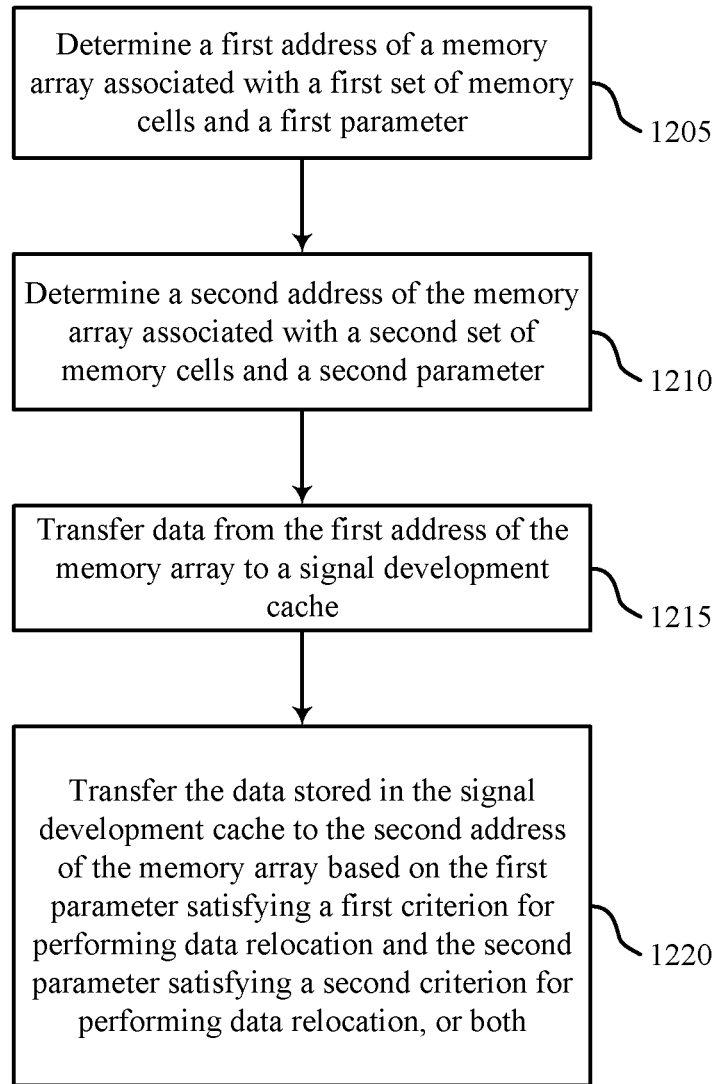 Determine a first address of a memory
array associated with a first set of memory
cells and a first parameter
1205
Determine a second address of the memory
array associated with a second set of
memory cells and a second parameter
1210
Transfer data from the first address of the
memory array to a signal development
cache
1215
Transfer the data stored in the signal
development cache to the second address
of the memory array based on the first
parameter satisfying a first criterion for
performing data relocation and the second
parameter satisfying a second criterion for
performing data relocation, or both
1220